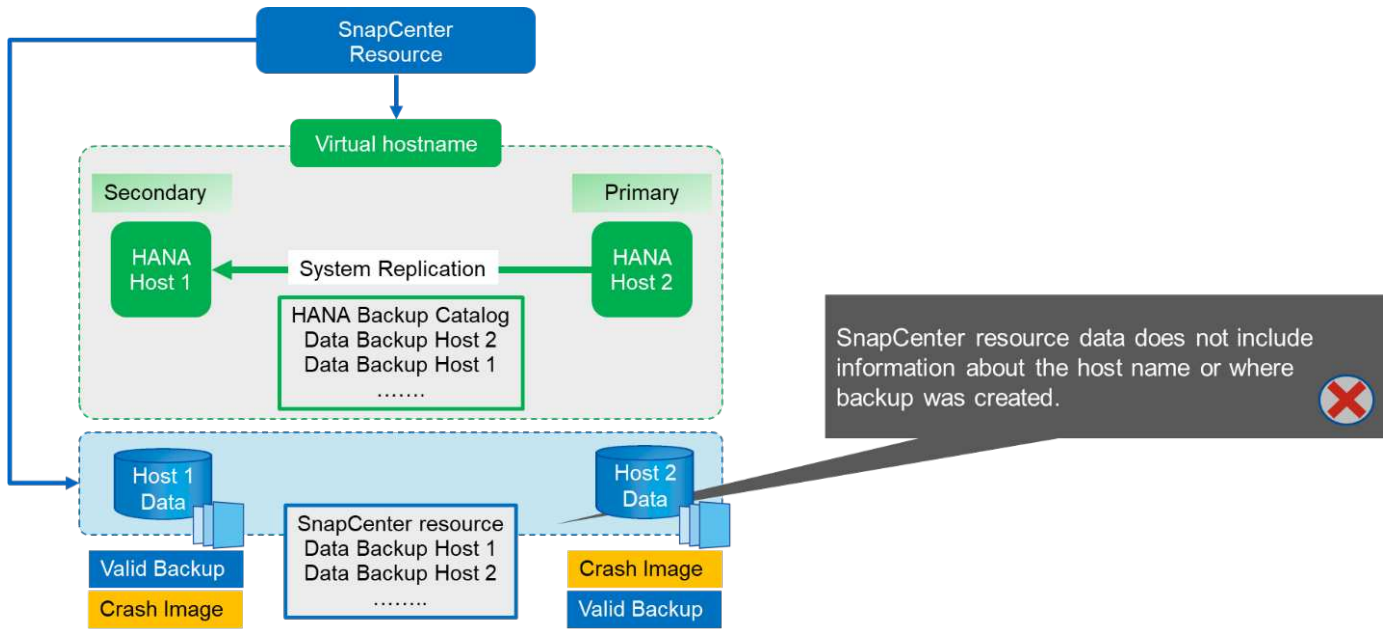 SnapCenter
Resource
Virtual hostname
Secondary
Primary
HANA
Host 1
System Replication
HANA
Host 2
HANA Backup Catalog
Data Backup Host 2
Data Backup Host 1
.......
SnapCenter resource data does not include
information about the host name or where
backup was created.
Host 1
Data
Host 2
Data
SnapCenter resource
Data Backup Host 1
Data Backup Host 2
........
Valid Backup
Crash Image
Crash Image
Valid Backup